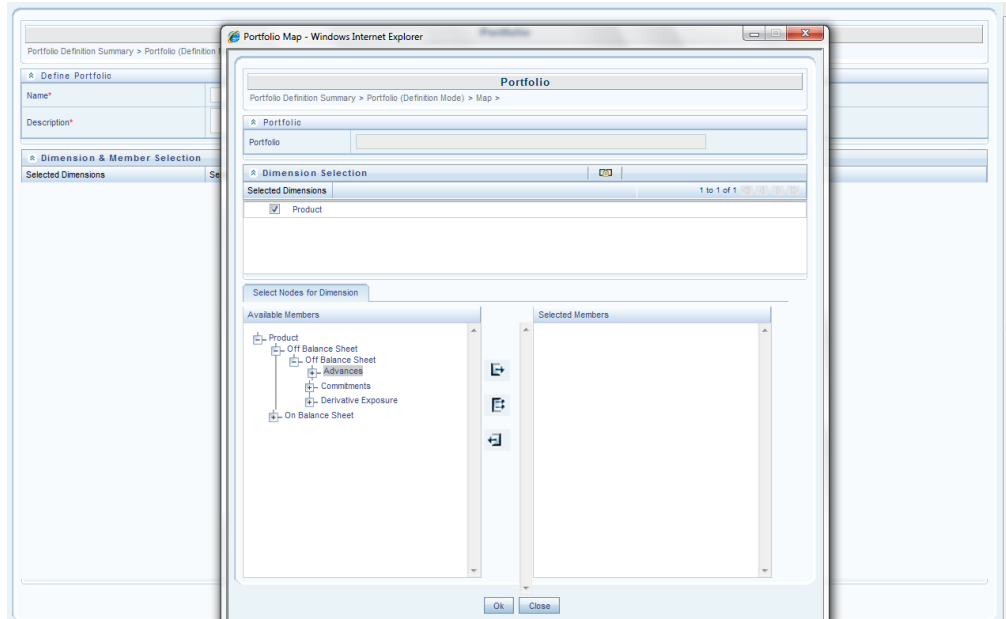 Portfolio Map - Windows Internet Explorer
Portfolio
Portfolio Definition Summary > Portfolio (Definition
Define Portfolio
Name*
Description*
Dimension & Member Selection
Selected Dimensions
Se
Portfolio
Portfolio Definition Summary > Portfolio (Definition Mode) > Map >
Portfolio
Portfolio
Dimension Selection
Selected Dimensions 1 to 1 of 1
Product
Select Nodes for Dimension
Available Members
Selected Members
Product
Off Balance Sheet
Off Balance Sheet
Advances
Commitments
Derivative Exposure
On Balance Sheet
Ok Close